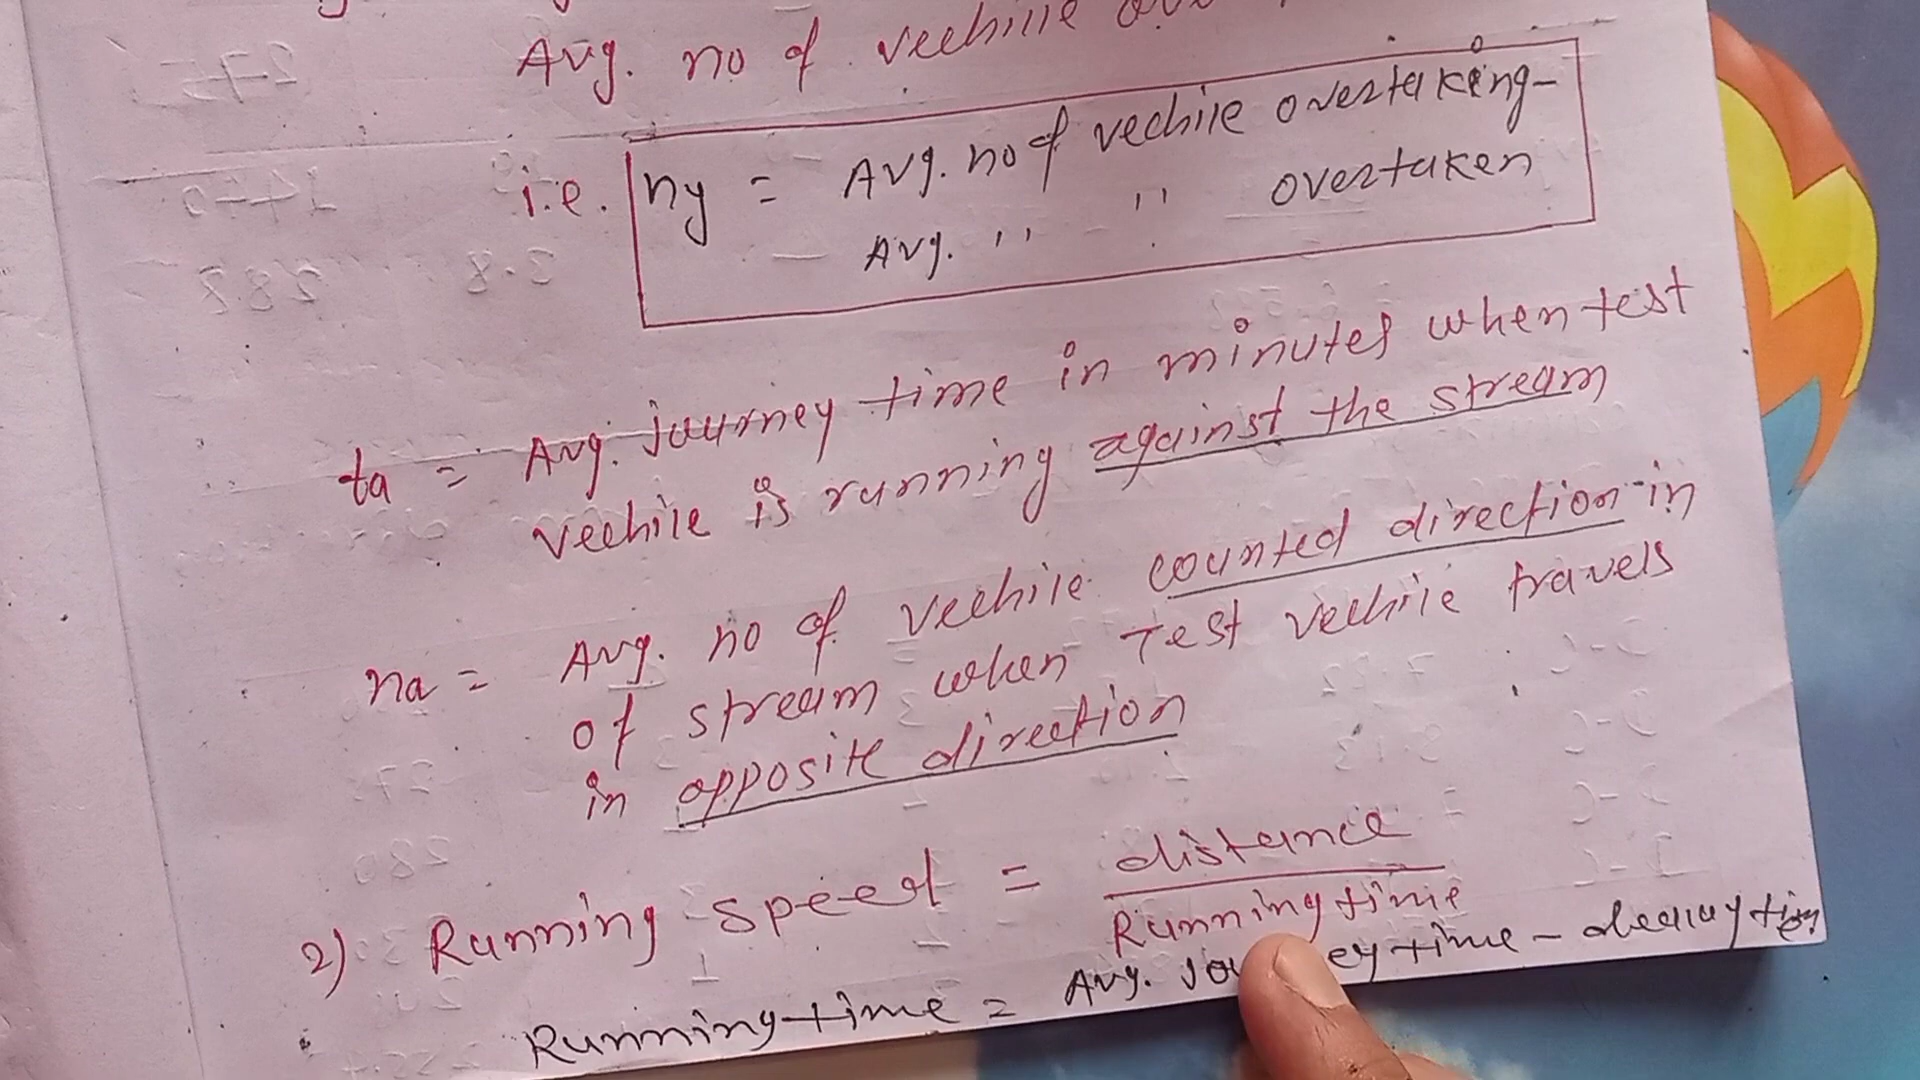 Avg. no of vechile
i.e. ny = Avg. no of vechile overtaking-
Avg. " " overtaken
ta = Avg. journey time in minutes when test
vechile is running against the stream
na = Avg. no of vechile counted direction in
of stream when Test vechile travels
in opposite direction
2) Running speed = distance
Running time
Running time = Avg. Jo ey time -